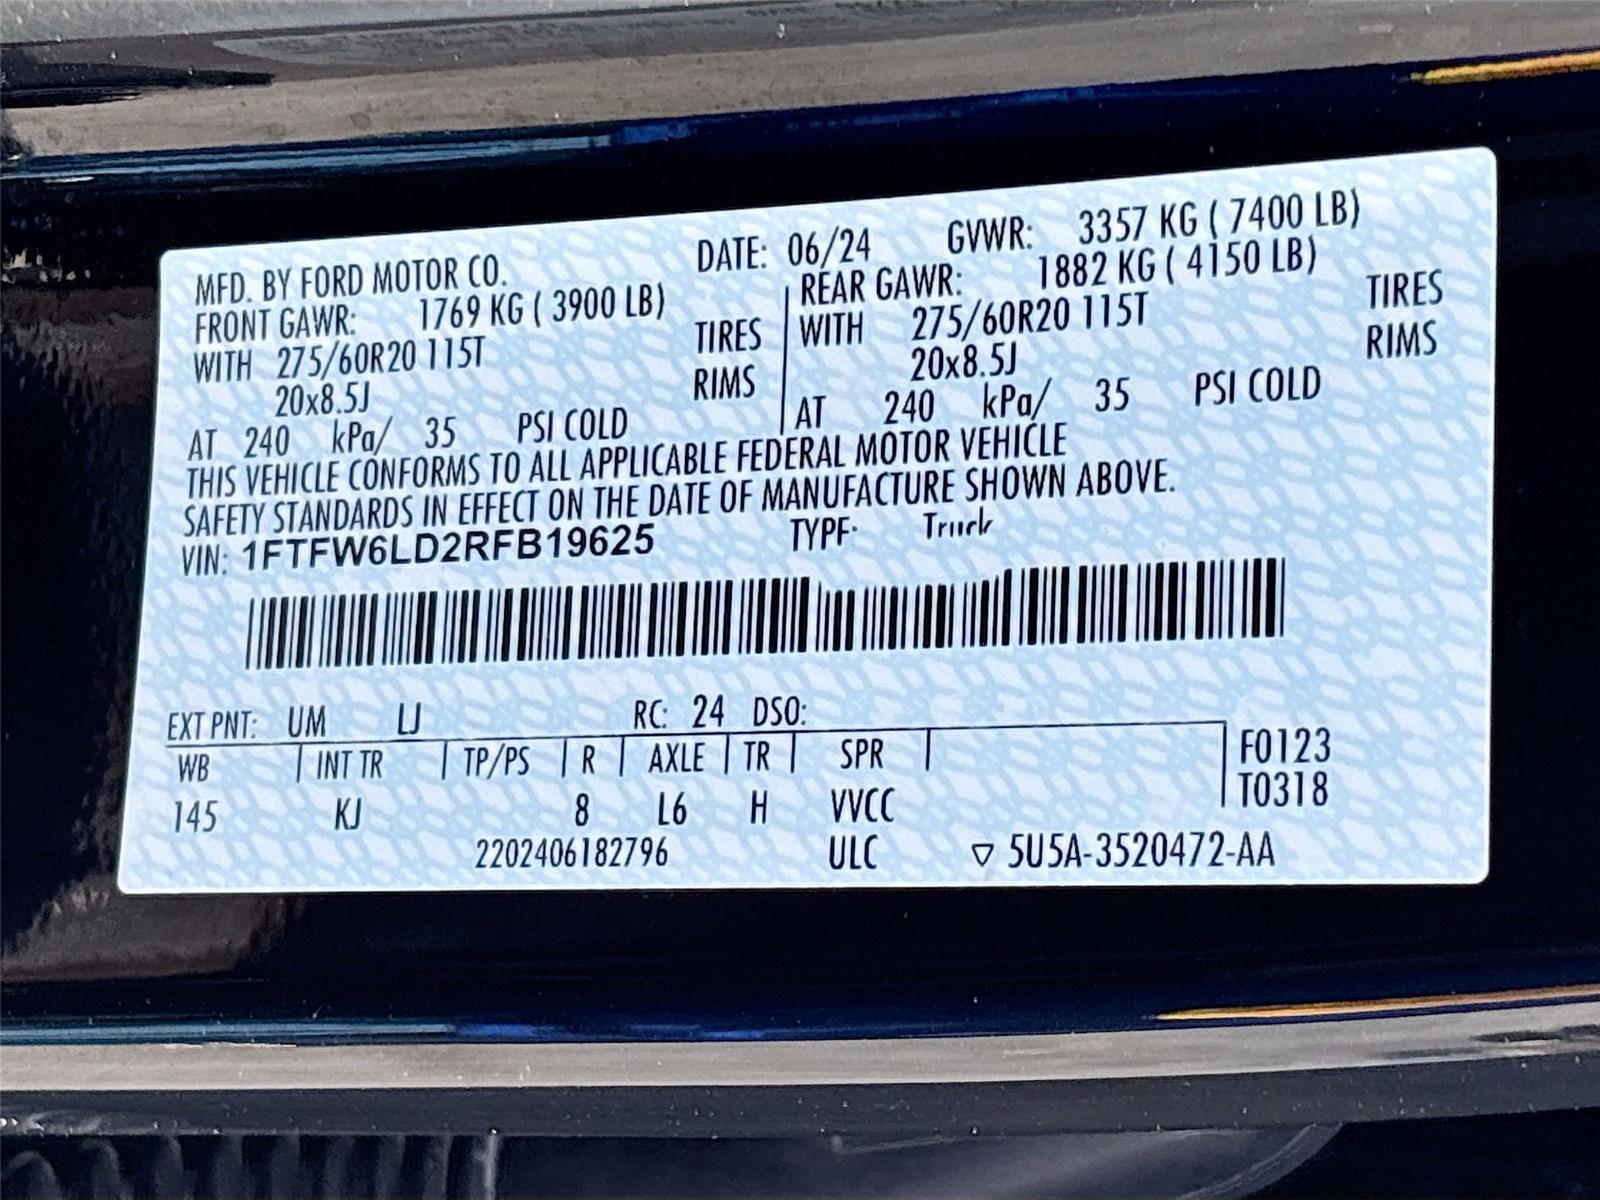 MFD. BY FORD MOTOR CO. DATE: 06/24 GVWR: 3357 KG ( 7400 LB)
FRONT GAWR: 1769 KG ( 3900 LB) REAR GAWR: 1882 KG ( 4150 LB)
WITH 275/60R20 115T TIRES WITH 275/60R20 115T TIRES
20x8.5J RIMS 20x8.5J RIMS
AT 240 kPa/ 35 PSI COLD AT 240 kPa/ 35 PSI COLD
THIS VEHICLE CONFORMS TO ALL APPLICABLE FEDERAL MOTOR VEHICLE
SAFETY STANDARDS IN EFFECT ON THE DATE OF MANUFACTURE SHOWN ABOVE.
VIN: 1FTFW6LD2RFB19625 TYPE: Truck
EXT PNT: UM LJ RC: 24 DSO:
WB INT TR TP/PS R AXLE TR SPR F0123
145 KJ 8 L6 H VVCC T0318
2202406182796 ULC ▽ 5U5A-3520472-AA